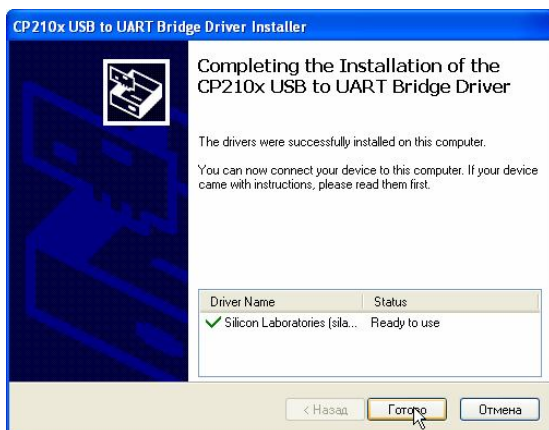 CP210x USB to UART Bridge Driver Installer
Completing the Installation of the
CP210x USB to UART Bridge Driver
The drivers were successfully installed on this computer.
You can now connect your device to this computer. If your device
came with instructions, please read them first.
Driver Name Status
Silicon Laboratories (sila... Ready to use
< Назад Готово Отмена